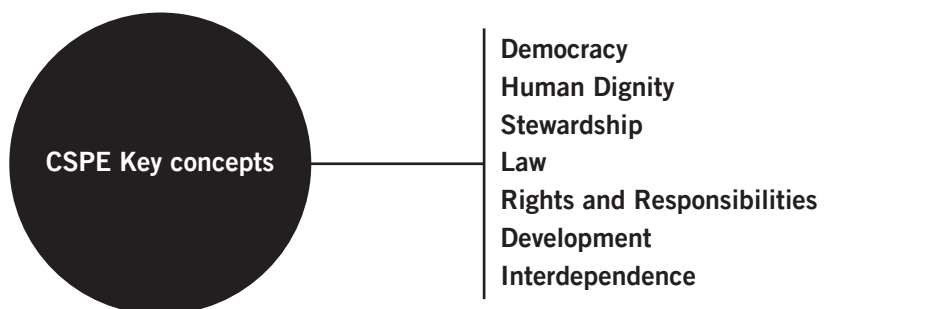 CSPE Key concepts
Democracy
Human Dignity
Stewardship
Law
Rights and Responsibilities
Development
Interdependence